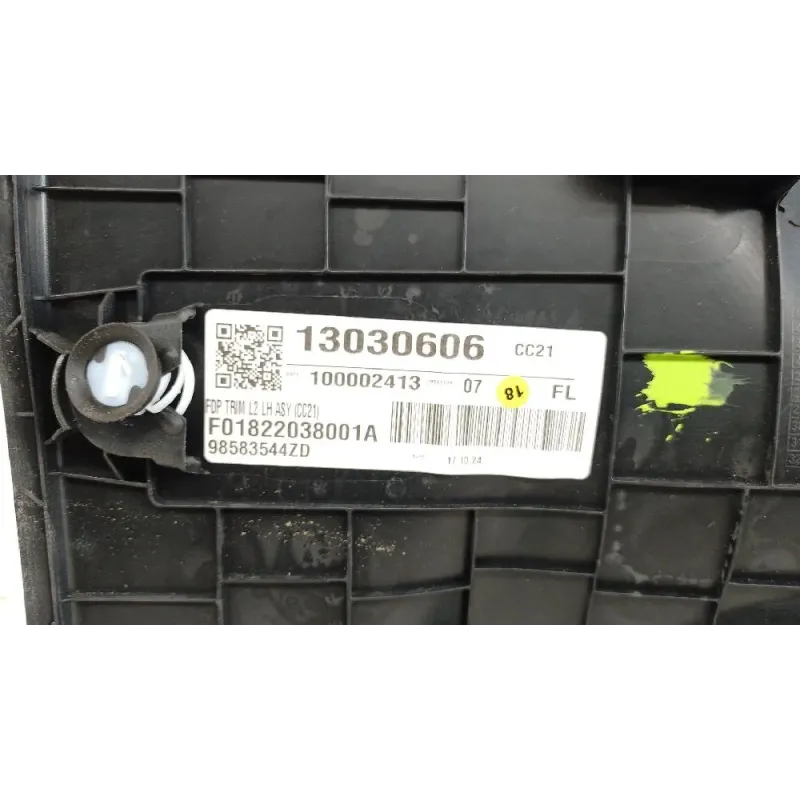 13030606 CC21
100002413 07 18 FL
FDP TRIM L2 LH ASY (CC21)
F01822038001A
98583544ZD
17.10.24